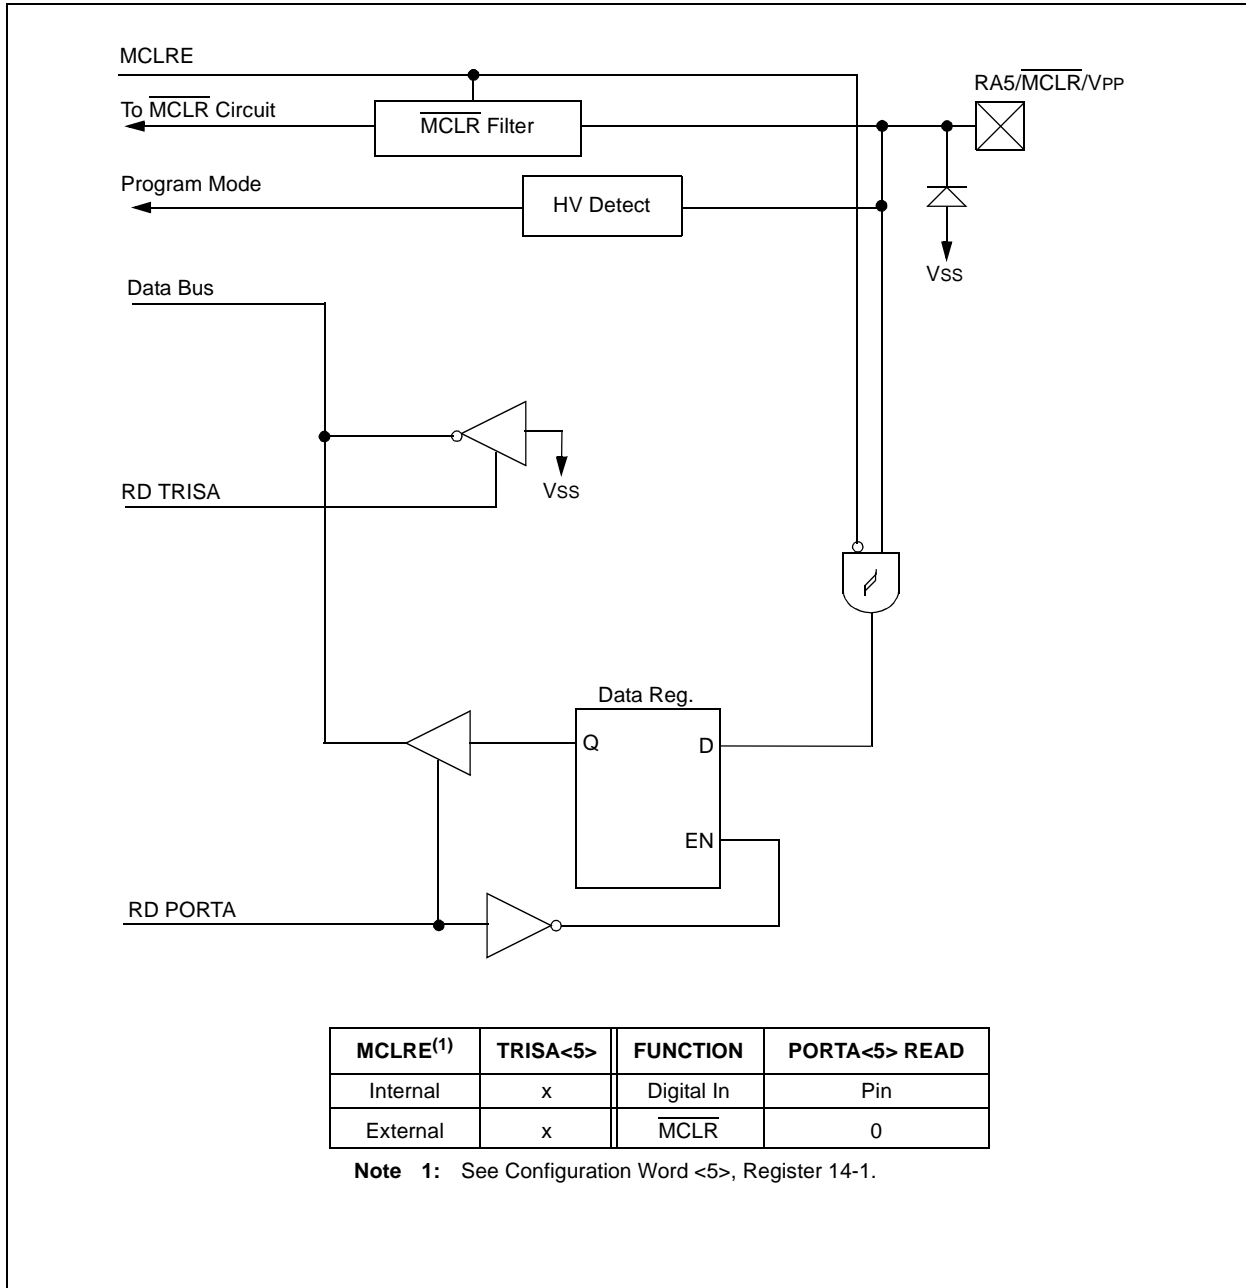 MCLRE
RA5/MCLR/VPP
To MCLR Circuit
MCLR Filter
Program Mode
HV Detect
VSS
Data Bus
RD TRISA
VSS
Data Reg.
Q
D
EN
RD PORTA
MCLRE(1) TRISA<5> FUNCTION PORTA<5> READ
Internal x Digital In Pin
External x MCLR 0
Note 1: See Configuration Word <5>, Register 14-1.